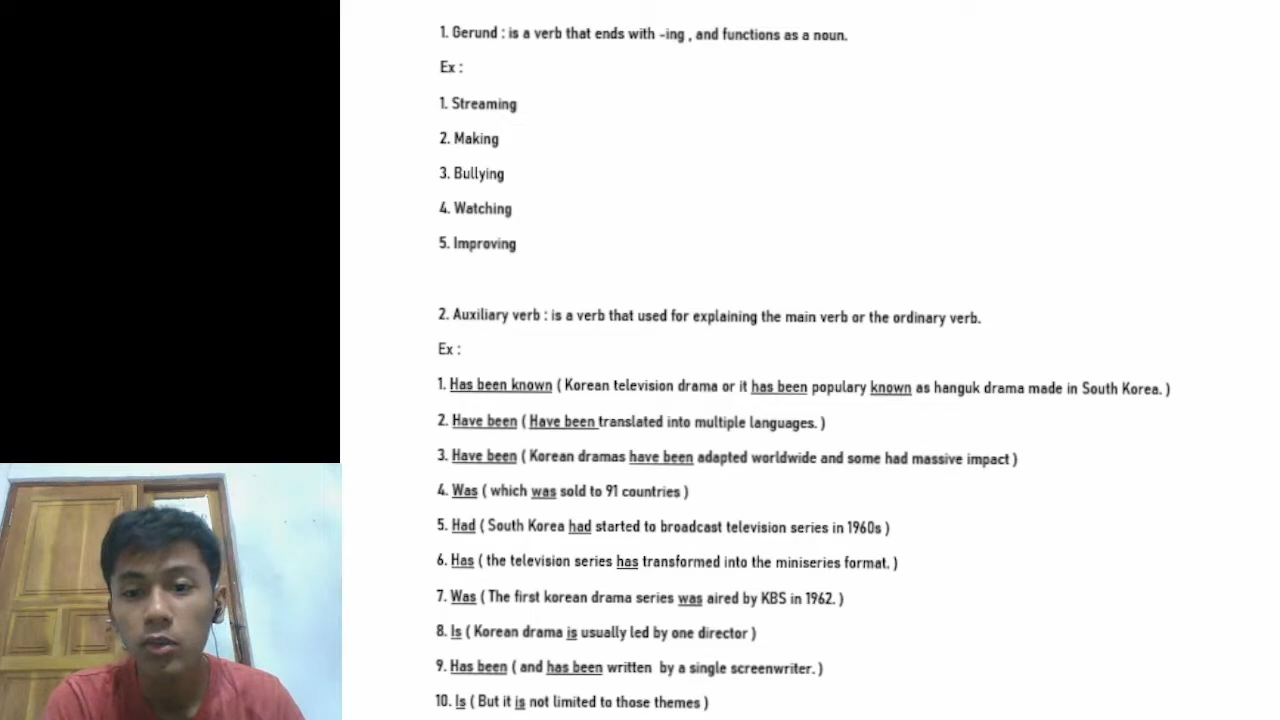 1. Gerund : is a verb that ends with -ing , and functions as a noun.
Ex :
1. Streaming
2. Making
3. Bullying
4. Watching
5. Improving
2. Auxiliary verb : is a verb that used for explaining the main verb or the ordinary verb.
Ex :
1. Has been known ( Korean television drama or it has been populary known as hanguk drama made in South Korea. )
2. Have been ( Have been translated into multiple languages. )
3. Have been ( Korean dramas have been adapted worldwide and some had massive impact )
4. Was ( which was sold to 91 countries )
5. Had ( South Korea had started to broadcast television series in 1960s )
6. Has ( the television series has transformed into the miniseries format. )
7. Was ( The first korean drama series was aired by KBS in 1962. )
8. Is ( Korean drama is usually led by one director )
9. Has been ( and has been written by a single screenwriter. )
10. Is ( But it is not limited to those themes )